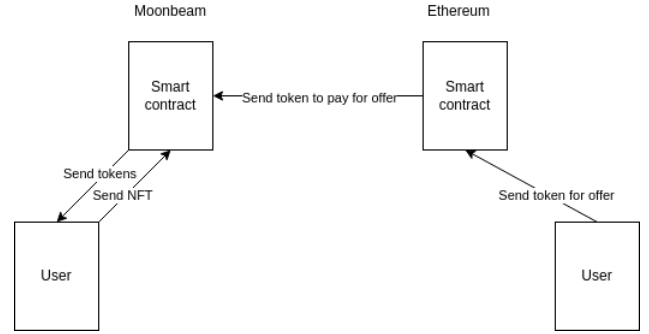 Moonbeam
Ethereum
Smart
contract
Smart
contract
Send token to pay for offer
Send tokens
Send NFT
Send token for offer
User
User